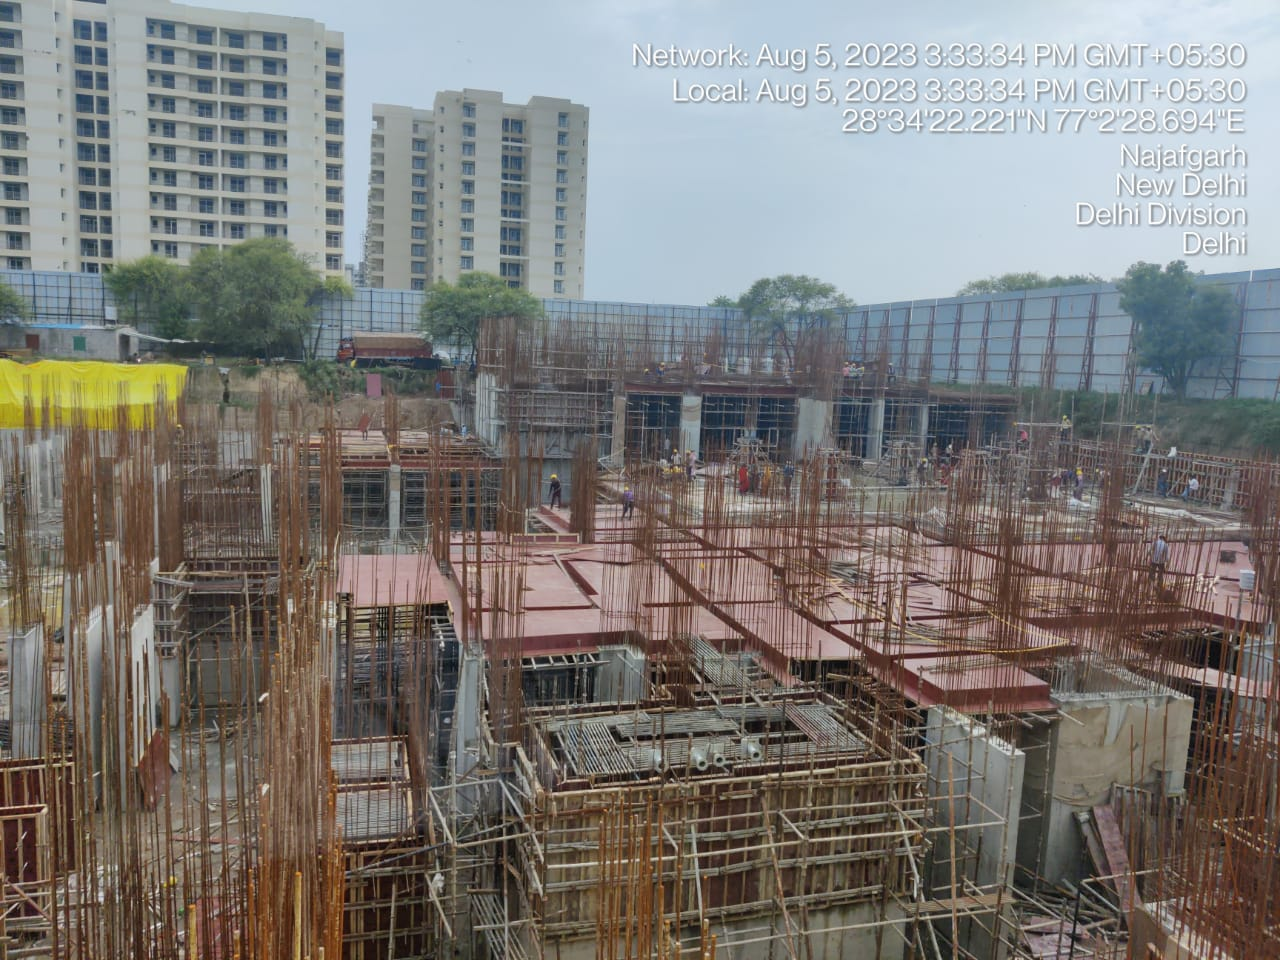 Network: Aug 5, 2023 3:33:34 PM GMT+05:30
Local: Aug 5, 2023 3:33:34 PM GMT+05:30
28°34'22.221"N 77°2'28.694"E
Najafgarh
New Delhi
Delhi Division
Delhi